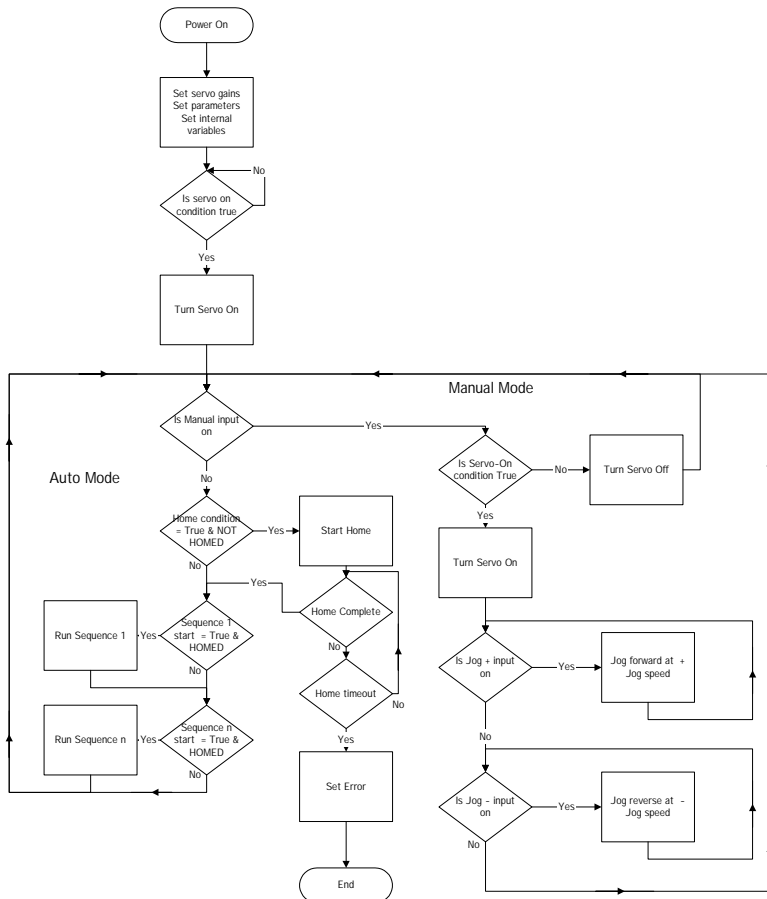 Power On
Set servo gains
Set parameters
Set internal
variables
No
Is servo on
condition true
Yes
Turn Servo On
Manual Mode
Is Manual input
on
Yes
Auto Mode
No
Is Servo-On
condition True
No
Turn Servo Off
Yes
Home condition
= True & NOT
HOMED
Yes
Start Home
No
Turn Servo On
Yes
Home Complete
No
Run Sequence 1
Yes
Sequence 1
start = True &
HOMED
No
Home timeout
No
Yes
Is Jog + input
on
Yes
Jog forward at +
Jog speed
No
Run Sequence n
Yes
Sequence n
start = True &
HOMED
No
Set Error
Is Jog - input
on
Yes
Jog reverse at -
Jog speed
No
End